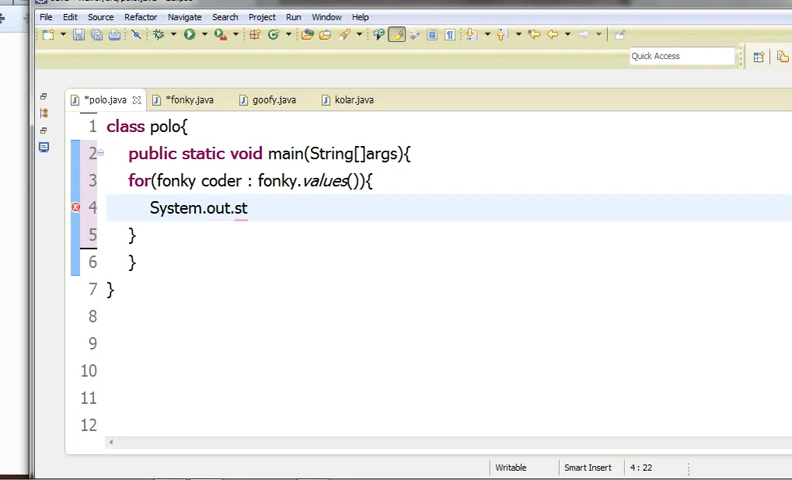 File Edit Source Refactor Navigate Search Project Run Window Help
Quick Access
*polo.java *fonky.java goofy.java kolar.java
1 class polo{
2 public static void main(String[]args){
3 for(fonky coder : fonky.values()){
4 System.out.st
5 }
6 }
7 }
8
9
10
11
12
Writable Smart Insert 4 : 22